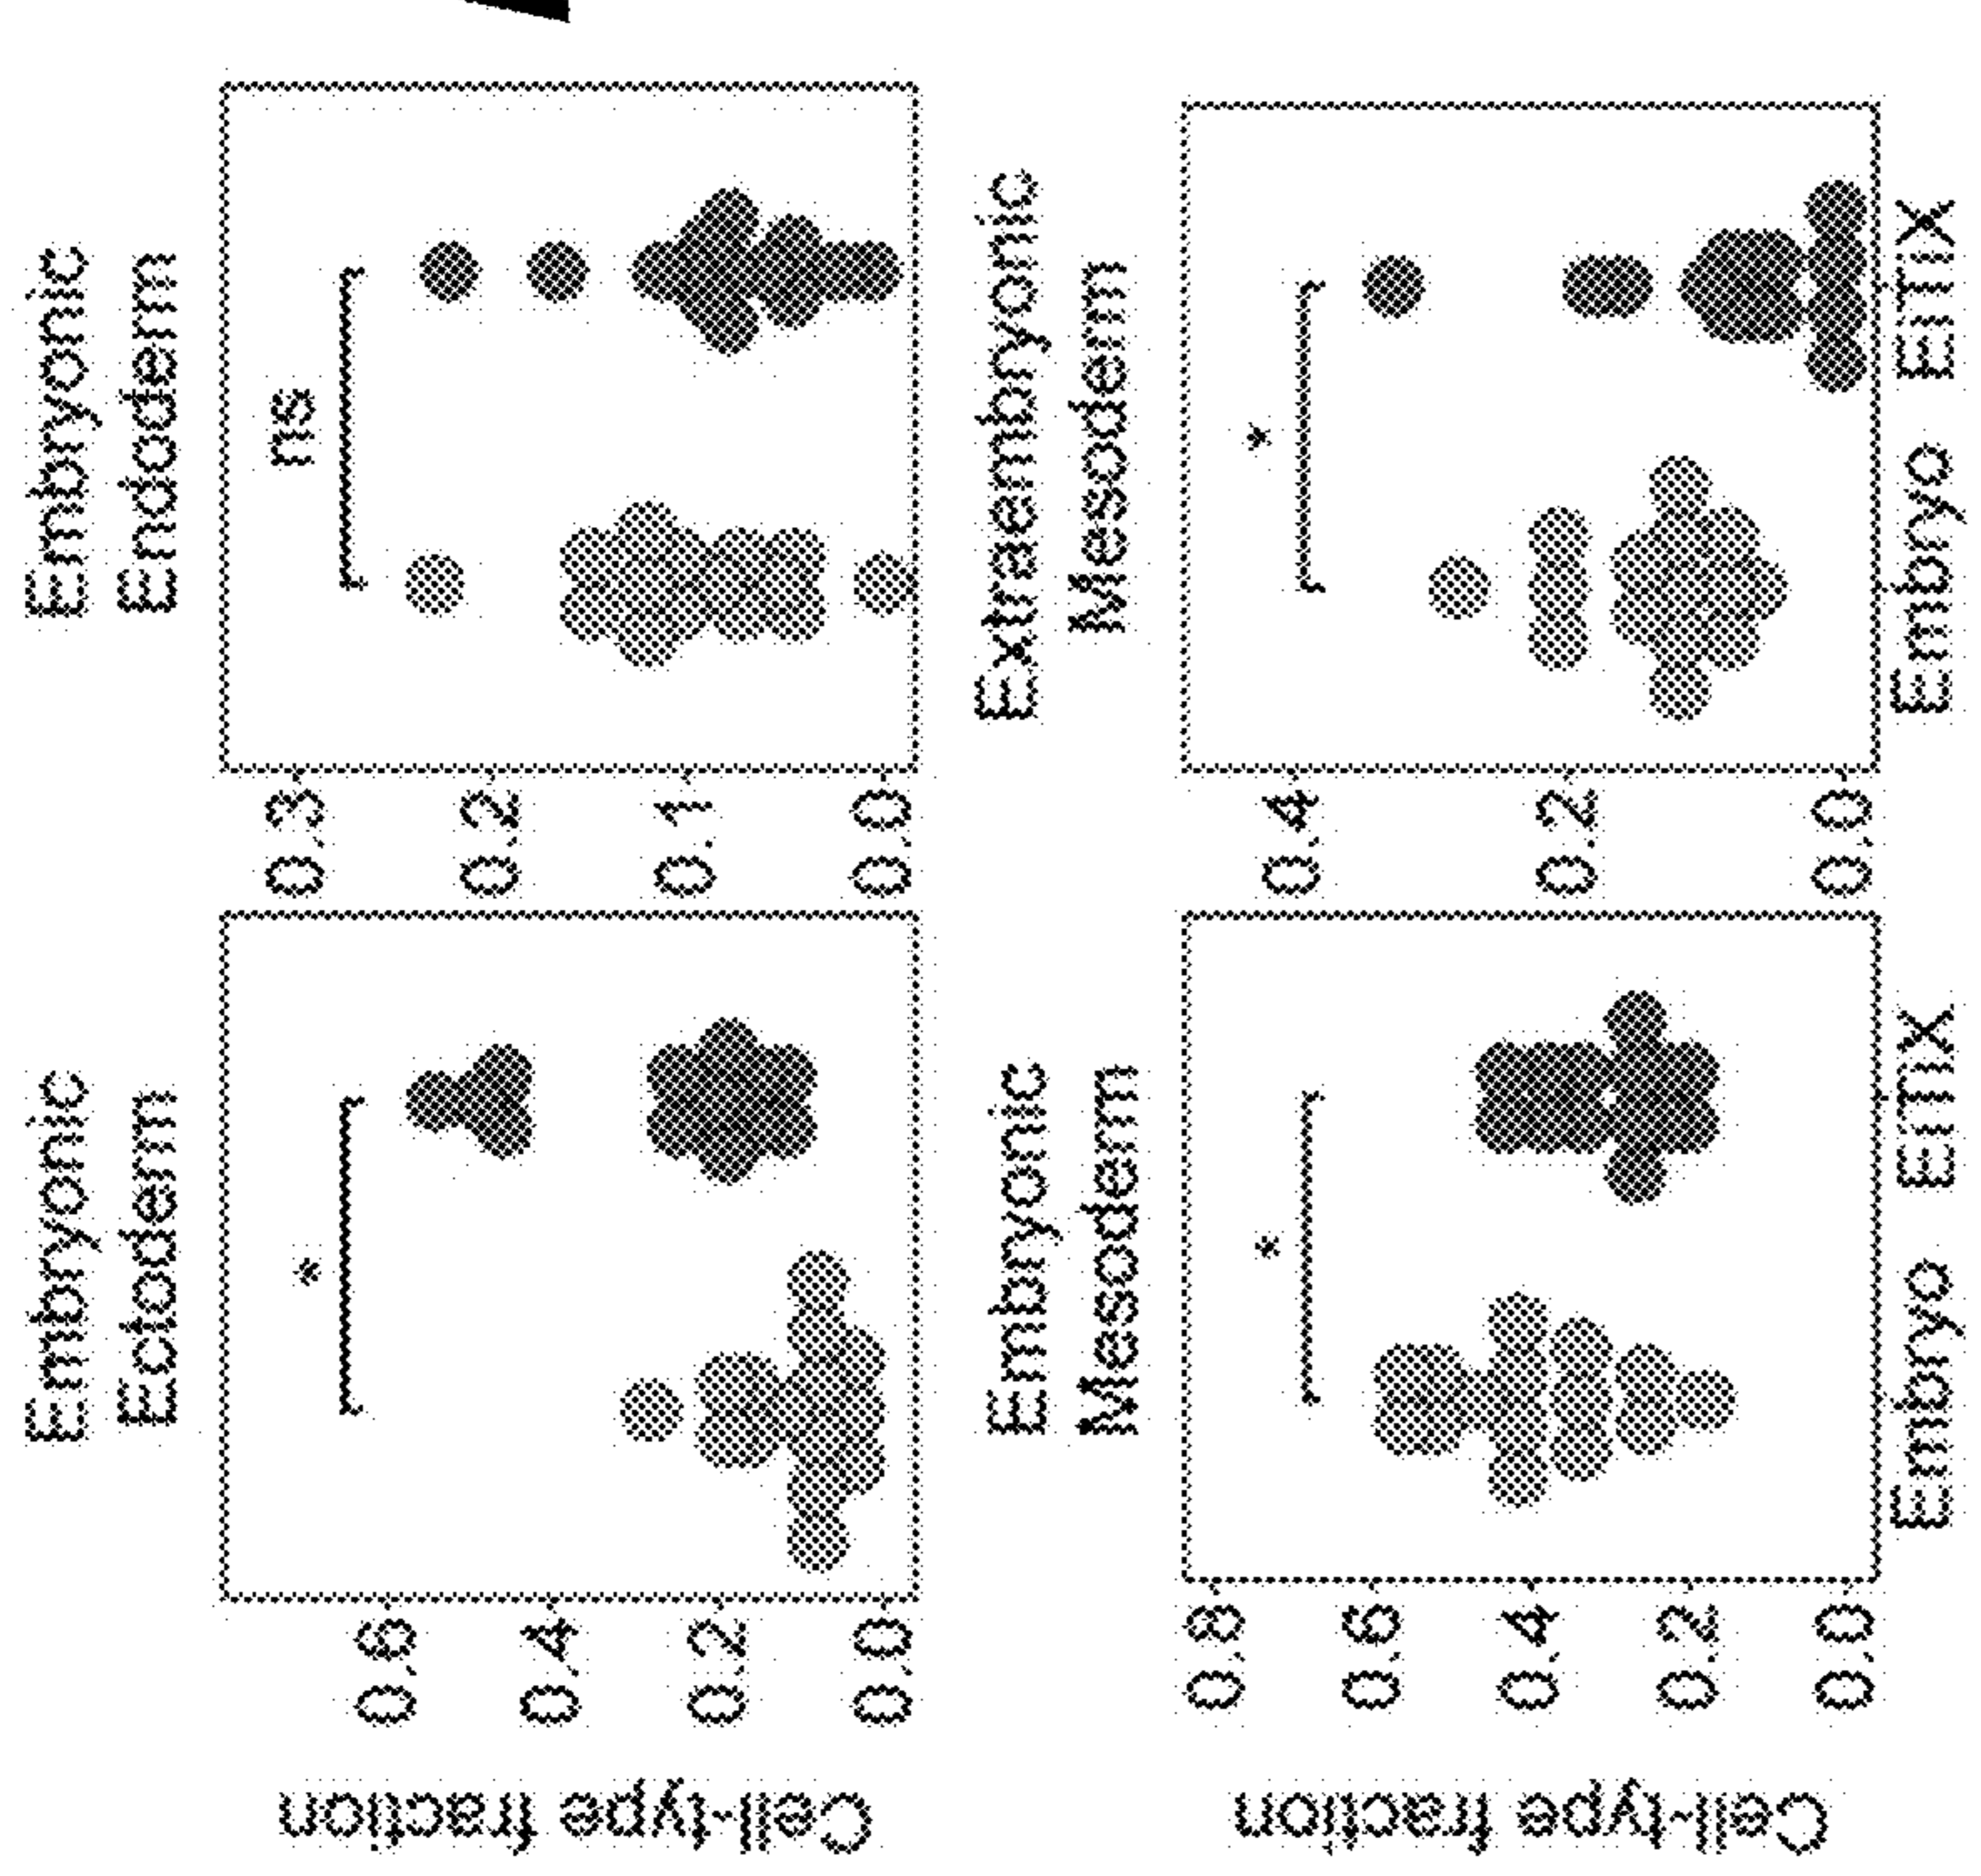 Embryonic
Ectoderm
Embryonic
Endoderm
Cell-type fraction
0.6
0.4
0.2
0.0
*
0.3
0.2
0.1
0.0
ns
Embryonic
Mesoderm
Extraembryonic
Mesoderm
Cell-type fraction
0.8
0.6
0.4
0.2
0.0
*
0.4
0.2
0.0
*
Embryo EiTiX
Embryo EiTiX